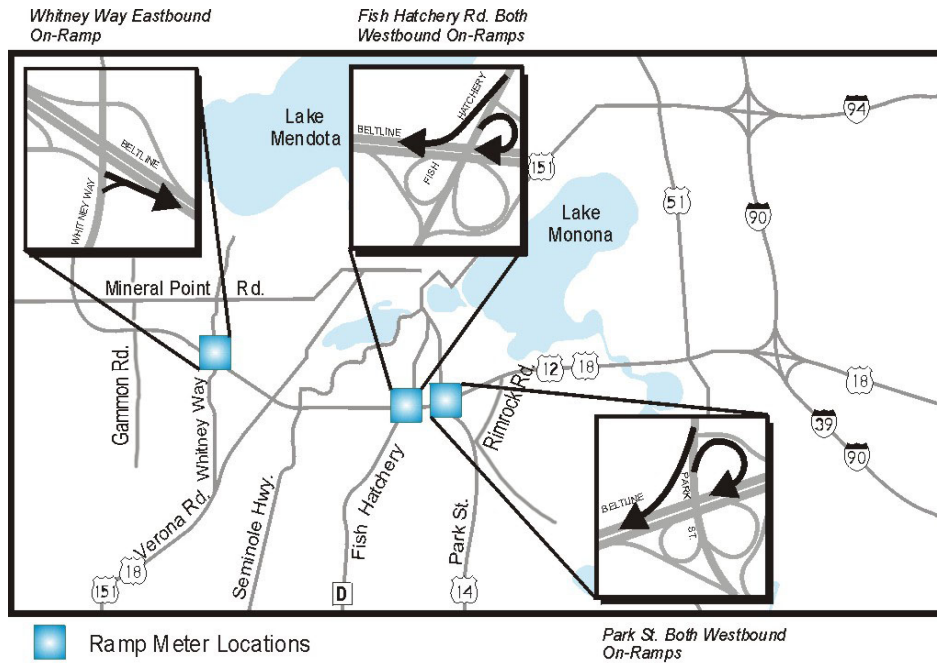 Whitney Way Eastbound
On-Ramp
Fish Hatchery Rd. Both
Westbound On-Ramps
BELTLINE
WHITNEY WAY
HATCHERY
BELTLINE
FISH
Lake
Mendota
151
94
51
90
Lake
Monona
Mineral Point Rd.
Gammon Rd.
Whitney Way
Rimrock Rd.
12
18
18
39
90
Verona Rd.
Seminole Hwy.
Fish Hatchery
Park St.
BELTLINE
PARK
ST.
151
18
D
14
Ramp Meter Locations
Park St. Both Westbound
On-Ramps